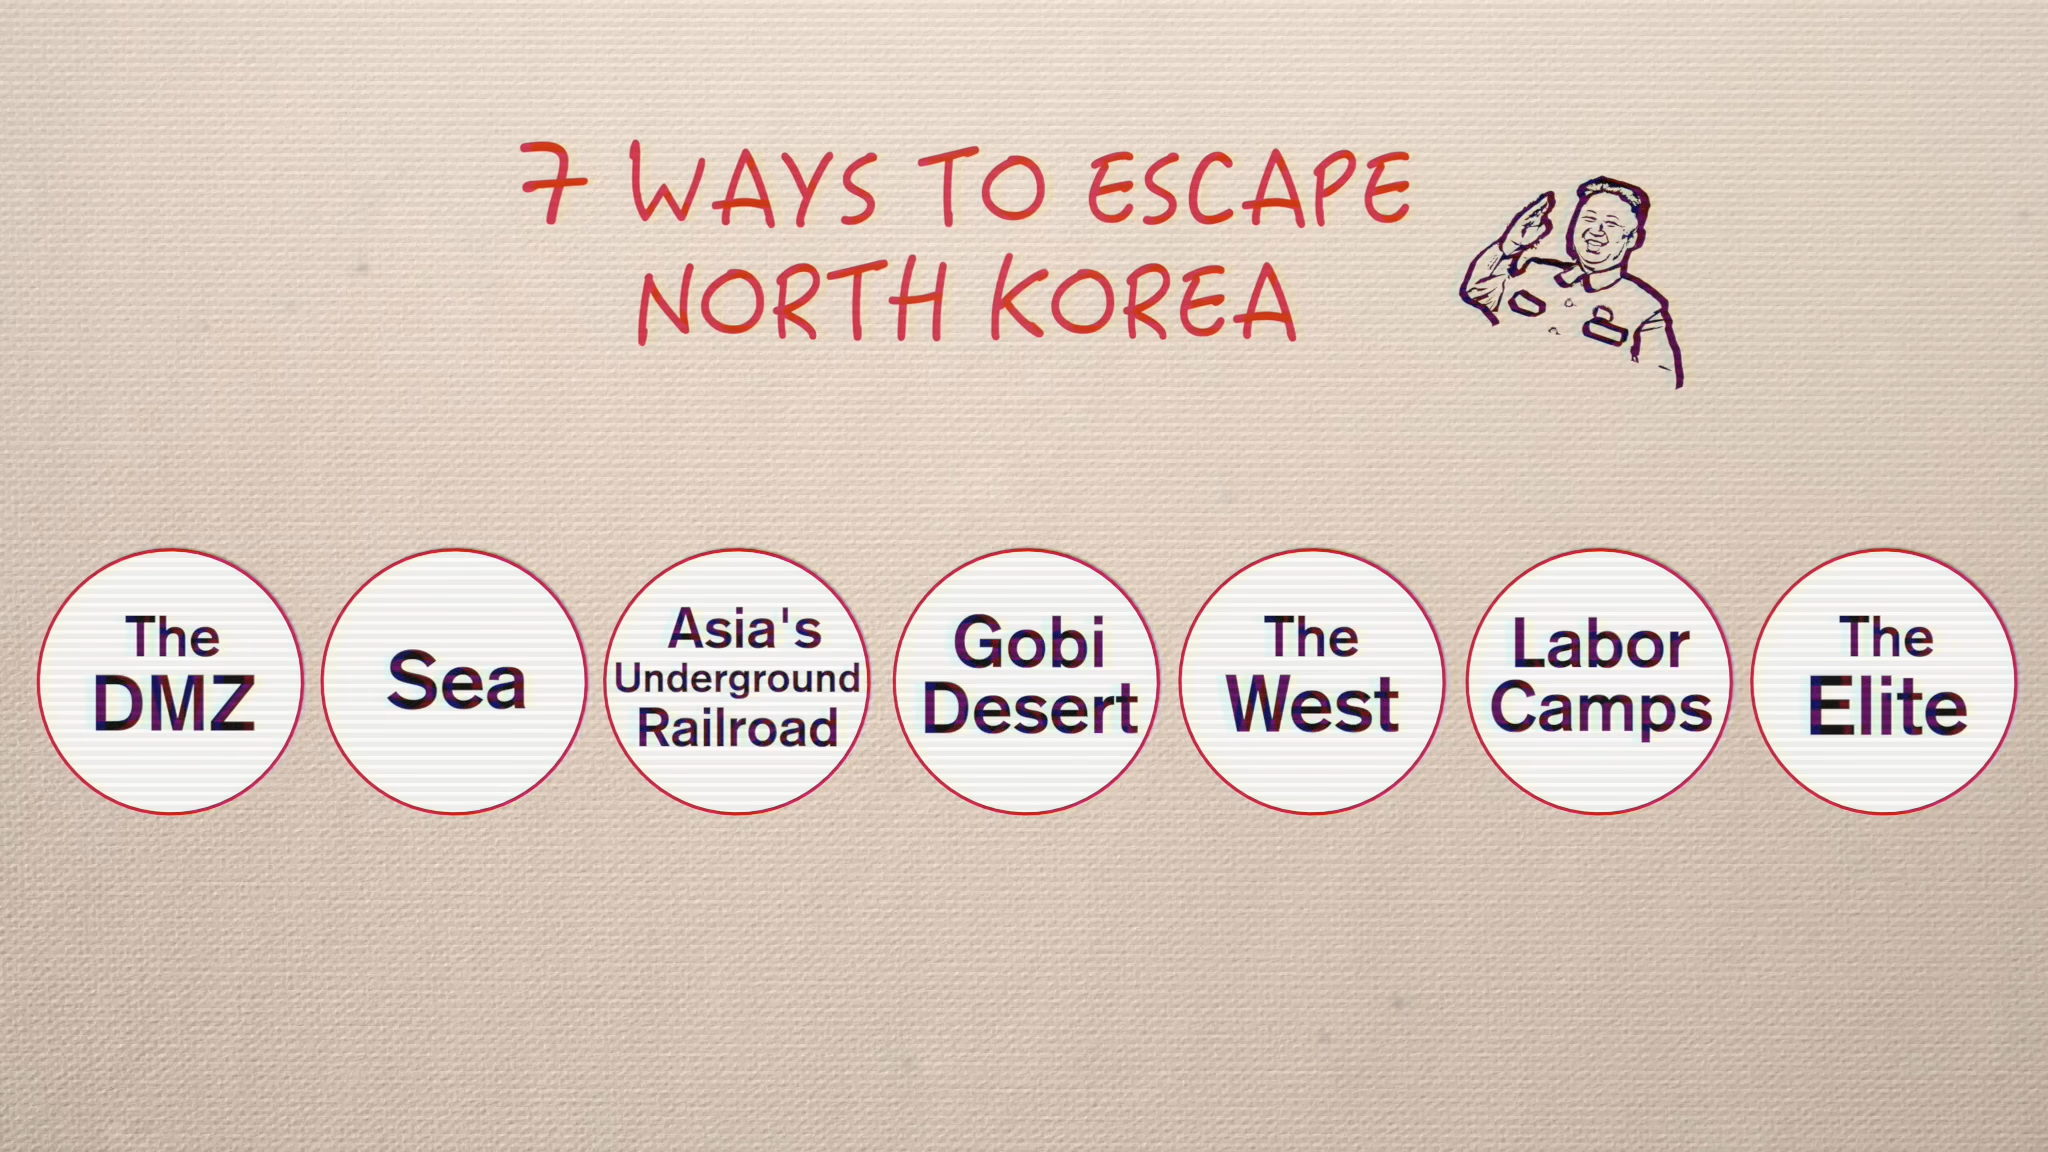 7 WAYS TO ESCAPE
NORTH KOREA
The
DMZ
Sea
Asia's
Underground
Railroad
Gobi
Desert
The
West
Labor
Camps
The
Elite